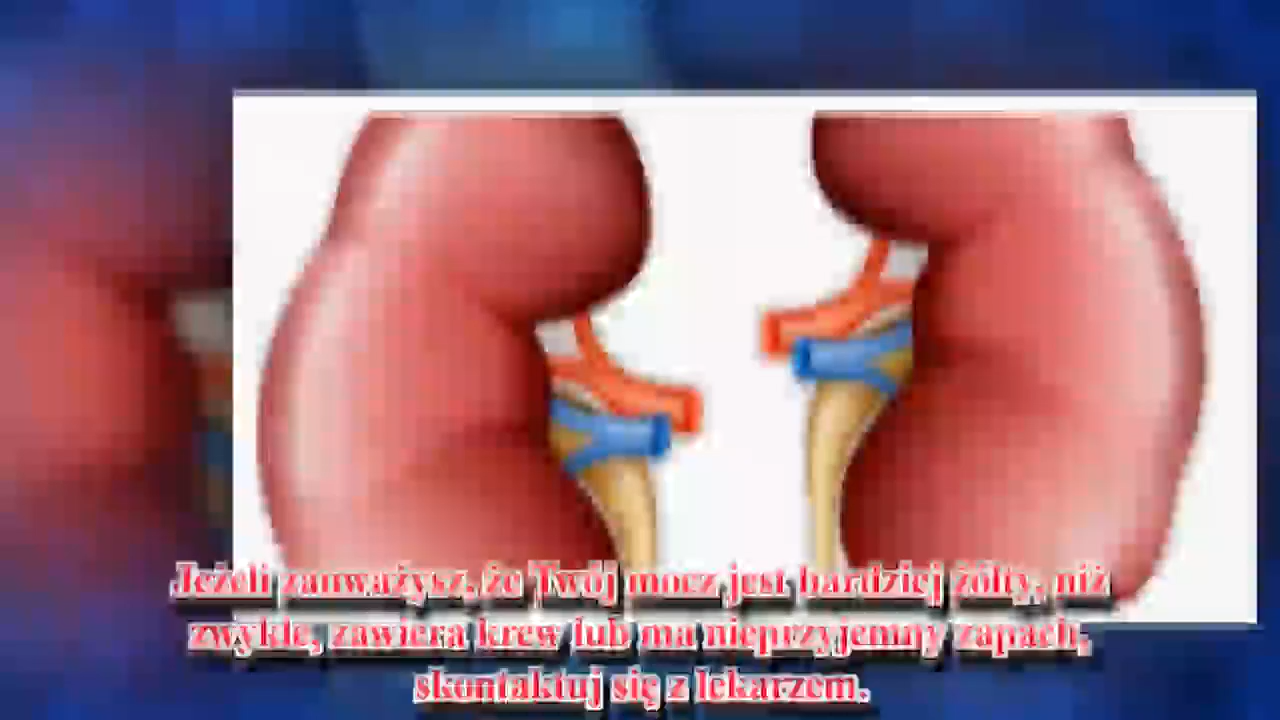 Jeżeli zauważysz, że Twój mocz jest bardziej żółty, niż
zwykle, zawiera krew lub ma nieprzyjemny zapach,
skontaktuj się z lekarzem.